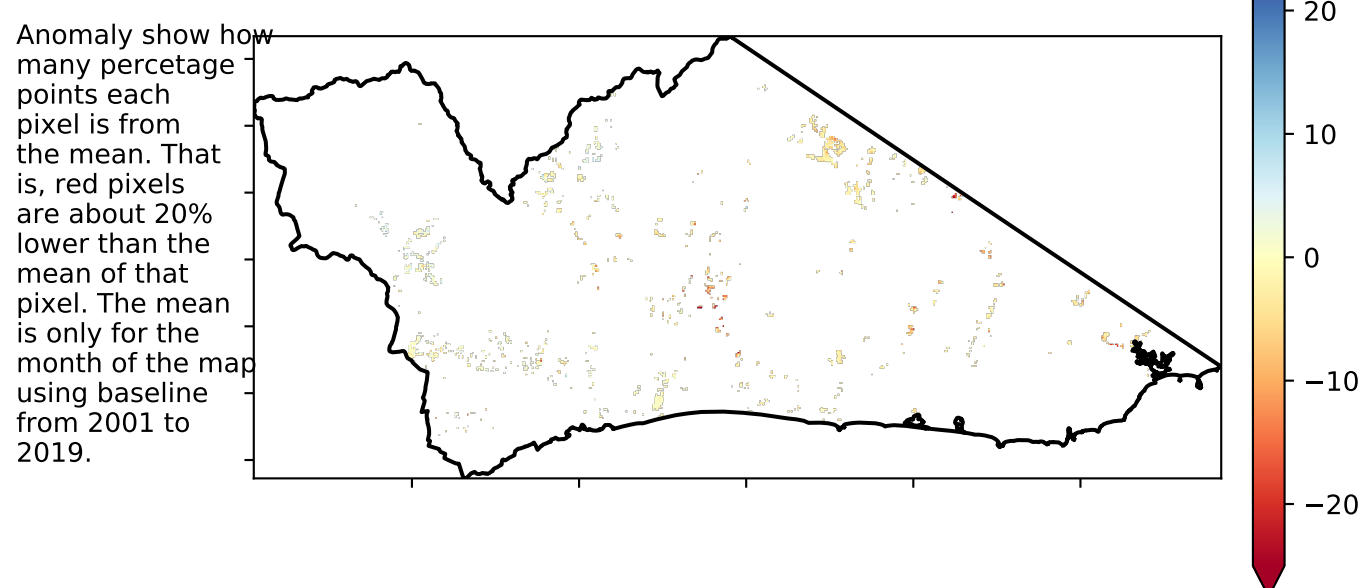 Anomaly show how
many percetage
points each
pixel is from
the mean. That
is, red pixels
are about 20%
lower than the
mean of that
pixel. The mean
is only for the
month of the map
using baseline
from 2001 to
2019.
20
10
0
−10
−20